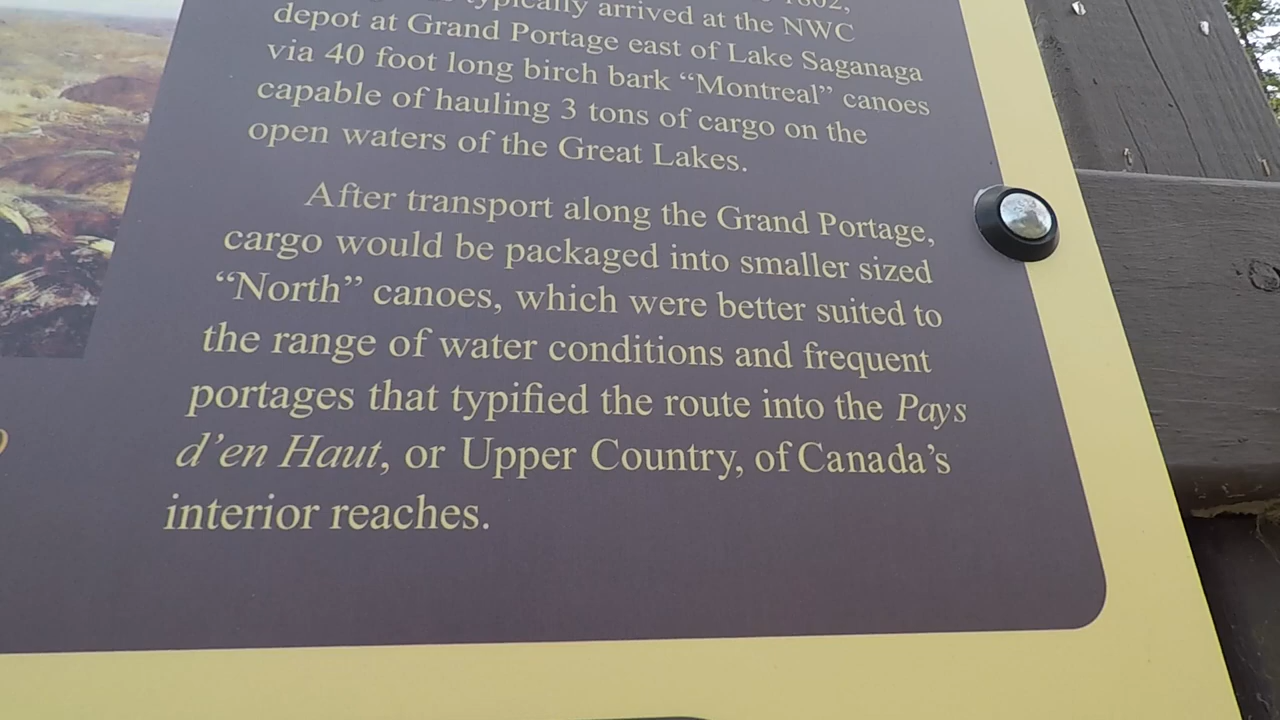 typically arrived at the NWC
depot at Grand Portage east of Lake Saganaga
via 40 foot long birch bark “Montreal” canoes
capable of hauling 3 tons of cargo on the
open waters of the Great Lakes.
After transport along the Grand Portage,
cargo would be packaged into smaller sized
“North” canoes, which were better suited to
the range of water conditions and frequent
portages that typified the route into the Pays
d’en Haut, or Upper Country, of Canada’s
interior reaches.